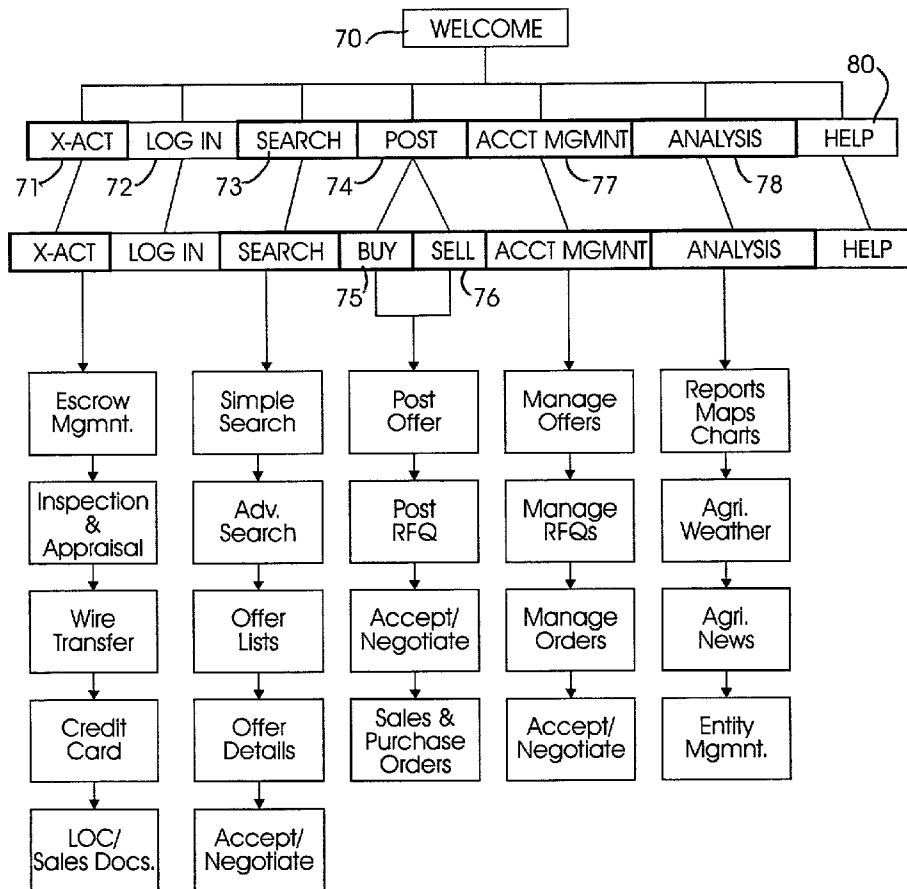 70
WELCOME
80
X-ACT LOG IN SEARCH POST ACCT MGMNT ANALYSIS HELP
71 72 73 74 77 78
X-ACT LOG IN SEARCH BUY SELL ACCT MGMNT ANALYSIS HELP
75 76
Escrow
Mgmnt.
Simple
Search
Post
Offer
Manage
Offers
Reports
Maps
Charts
Inspection
&
Appraisal
Adv.
Search
Post
RFQ
Manage
RFQs
Agri.
Weather
Wire
Transfer
Offer
Lists
Accept/
Negotiate
Manage
Orders
Agri.
News
Credit
Card
Offer
Details
Sales &
Purchase
Orders
Accept/
Negotiate
Entity
Mgmnt.
LOC/
Sales Docs.
Accept/
Negotiate